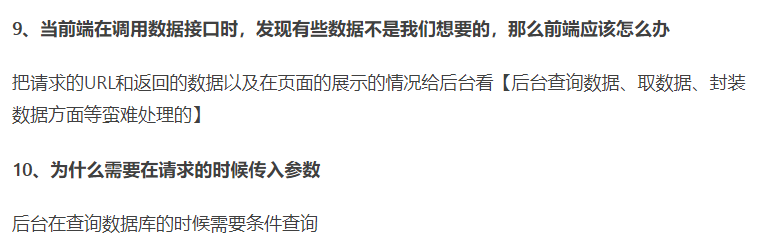 9、当前端在调用数据接口时，发现有些数据不是我们想要的，那么前端应该怎么办
把请求的URL和返回的数据以及在页面的展示的情况给后台看【后台查询数据、取数据、封装
数据方面等蛮难处理的】
10、为什么需要在请求的时候传入参数
后台在查询数据库的时候需要条件查询